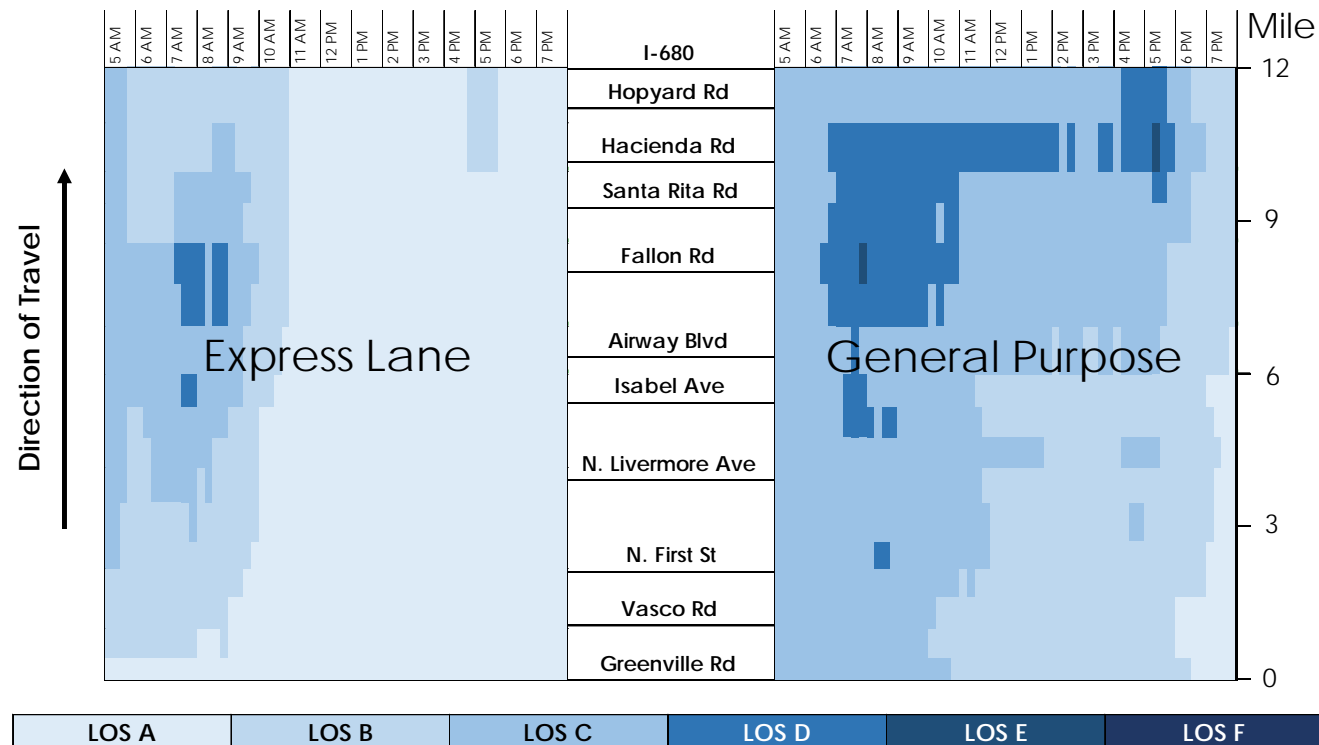 5 AM 6 AM 7 AM 8 AM 9 AM 10 AM 11 AM 12 PM 1 PM 2 PM 3 PM 4 PM 5 PM 6 PM 7 PM
I-680
5 AM 6 AM 7 AM 8 AM 9 AM 10 AM 11 AM 12 PM 1 PM 2 PM 3 PM 4 PM 5 PM 6 PM 7 PM
Mile
12
Hopyard Rd
Hacienda Rd
Santa Rita Rd
9
Fallon Rd
Direction of Travel
Express Lane
Airway Blvd
General Purpose
6
Isabel Ave
N. Livermore Ave
3
N. First St
Vasco Rd
Greenville Rd
0
LOS A LOS B LOS C LOS D LOS E LOS F